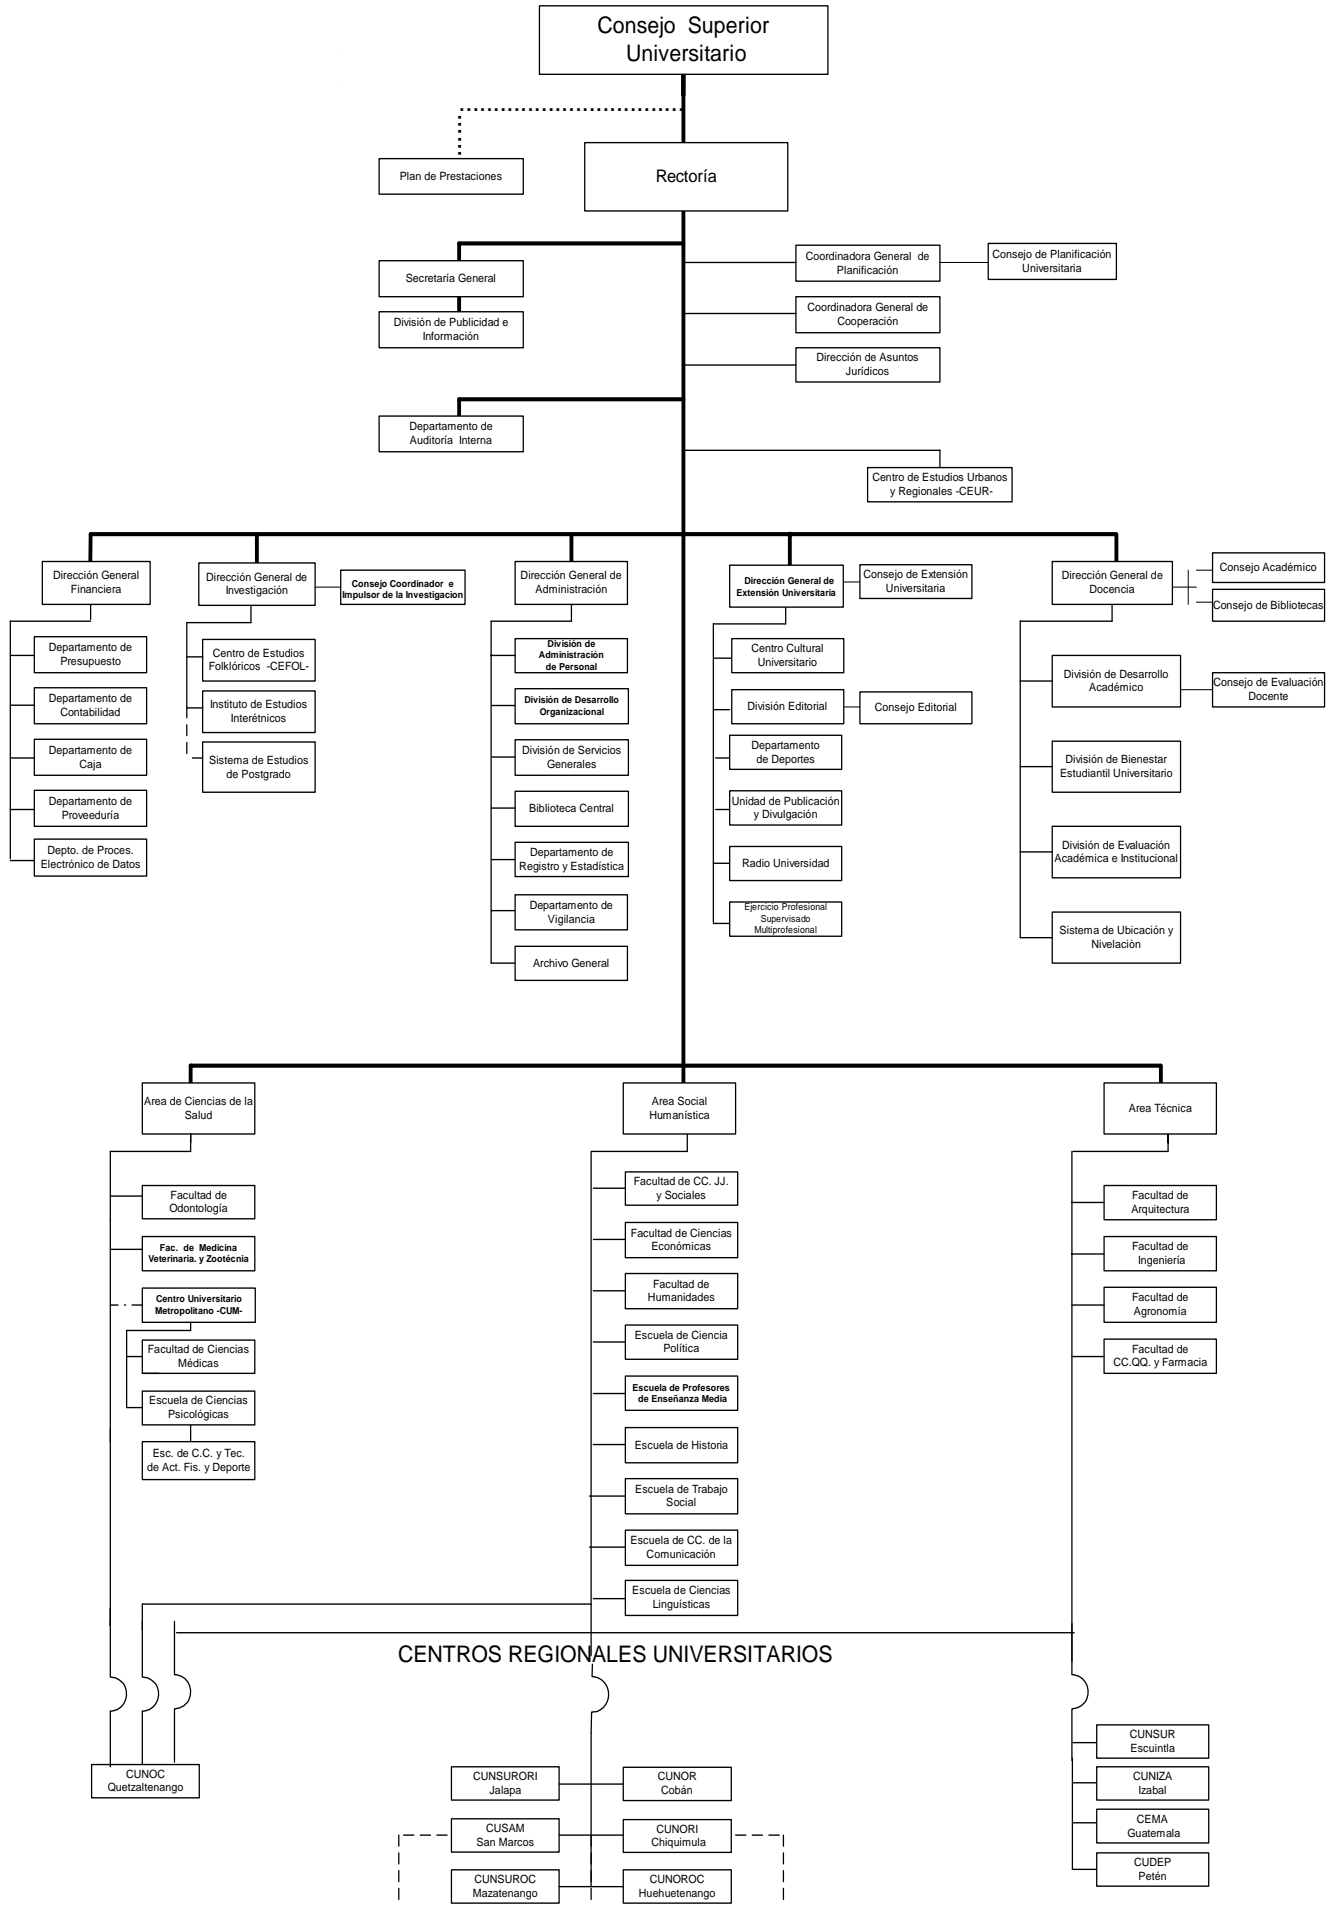 Consejo Superior
Universitario
Plan de Prestaciones
Rectoría
Secretaría General
División de Publicidad e
Información
Coordinadora General de
Planificación
Consejo de Planificación
Universitaria
Coordinadora General de
Cooperación
Dirección de Asuntos
Jurídicos
Departamento de
Auditoría Interna
Centro de Estudios Urbanos
y Regionales -CEUR-
Dirección General
Financiera
Departamento de
Presupuesto
Departamento de
Contabilidad
Departamento de
Caja
Departamento de
Proveeduría
Depto. de Proces.
Electrónico de Datos
Dirección General de
Investigación
Consejo Coordinador e
Impulsor de la Investigacion
Centro de Estudios
Folklóricos -CEFOL-
Instituto de Estudios
Interétnicos
Sistema de Estudios
de Postgrado
Dirección General de
Administración
División de
Administración
de Personal
División de Desarrollo
Organizacional
División de Servicios
Generales
Biblioteca Central
Departamento de
Registro y Estadística
Departamento de
Vigilancia
Archivo General
Dirección General de
Extensión Universitaria
Consejo de Extensión
Universitaria
Centro Cultural
Universitario
División Editorial
Consejo Editorial
Departamento
de Deportes
Unidad de Publicación
y Divulgación
Radio Universidad
Ejercicio Profesional
Supervisado
Multiprofesional
Dirección General de
Docencia
Consejo Académico
Consejo de Bibliotecas
División de Desarrollo
Académico
Consejo de Evaluación
Docente
División de Bienestar
Estudiantil Universitario
División de Evaluación
Académica e Institucional
Sistema de Ubicación y
Nivelaciòn
Area de Ciencias de la
Salud
Facultad de
Odontología
Fac. de Medicina
Veterinaria. y Zootécnia
Centro Universitario
Metropolitano -CUM-
Facultad de Ciencias
Médicas
Escuela de Ciencias
Psicológicas
Esc. de C.C. y Tec.
de Act. Fis. y Deporte
Area Social
Humanística
Facultad de CC. JJ.
y Sociales
Facultad de Ciencias
Económicas
Facultad de
Humanidades
Escuela de Ciencia
Política
Escuela de Profesores
de Enseñanza Media
Escuela de Historia
Escuela de Trabajo
Social
Escuela de CC. de la
Comunicación
Escuela de Ciencias
Linguísticas
Area Técnica
Facultad de
Arquitectura
Facultad de
Ingeniería
Facultad de
Agronomía
Facultad de
CC.QQ. y Farmacia
CENTROS REGIONALES UNIVERSITARIOS
CUNOC
Quetzaltenango
CUNSURORI
Jalapa
CUNOR
Cobán
CUSAM
San Marcos
CUNORI
Chiquimula
CUNSUROC
Mazatenango
CUNOROC
Huehuetenango
CUNSUR
Escuintla
CUNIZA
Izabal
CEMA
Guatemala
CUDEP
Petén